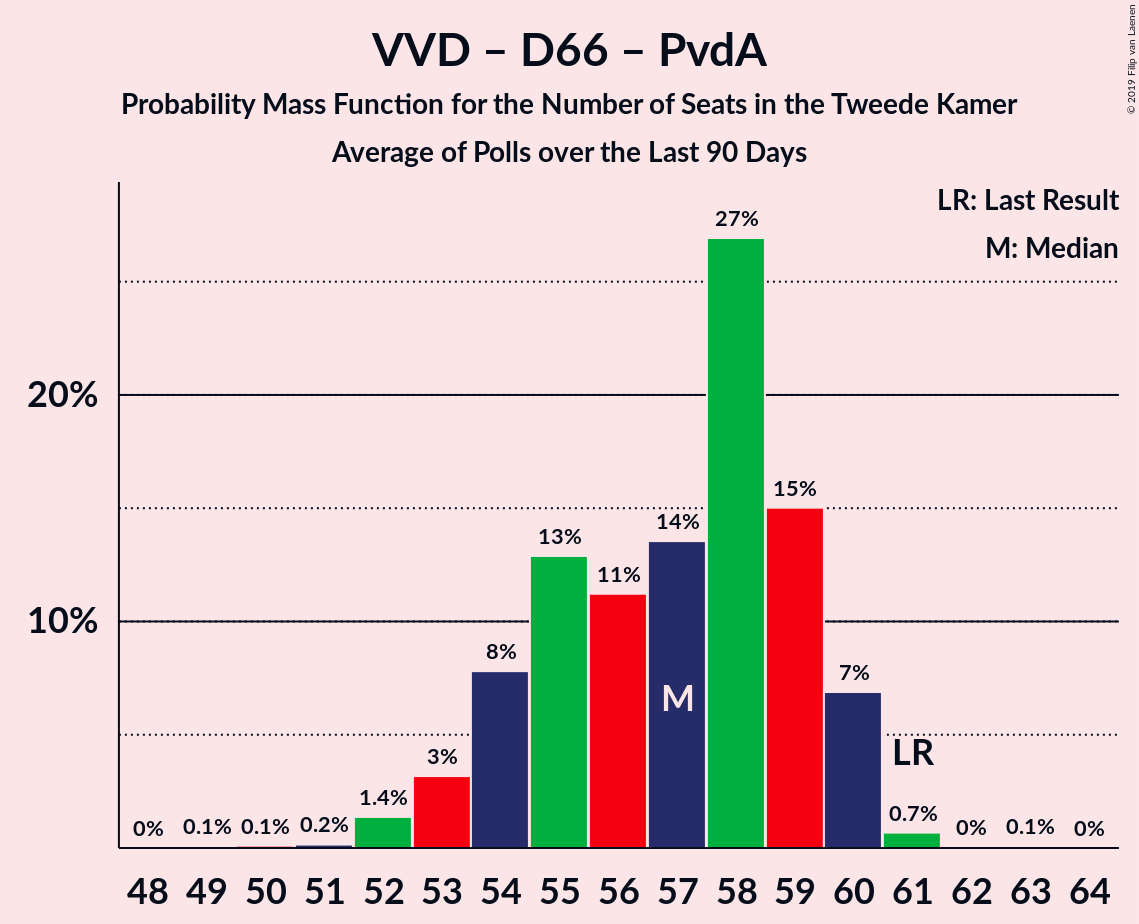 VVD – D66 – PvdA
Probability Mass Function for the Number of Seats in the Tweede Kamer
Average of Polls over the Last 90 Days
© 2019 Filip van Laenen
LR: Last Result
M: Median
27%
20%
15%
14%
13%
11%
10%
8%
7%
M
LR
3%
1.4%
0.7%
0% 0.1% 0.1% 0.2% 0% 0.1% 0%
48 49 50 51 52 53 54 55 56 57 58 59 60 61 62 63 64